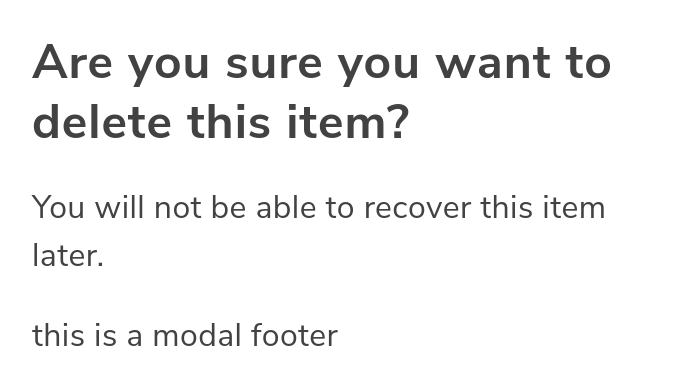 Are you sure you want to
delete this item?
You will not be able to recover this item
later.
this is a modal footer